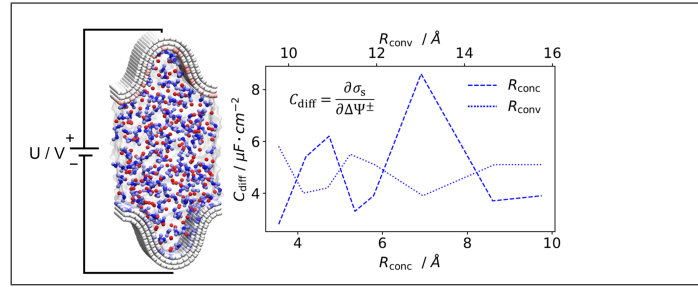 U / V
+
−
R_conv / Å
10 12 14 16
C_diff / μF · cm⁻²
8
6
4
C_diff = ∂σ_s / ∂ΔΨ^±
R_conc
R_conv
4 6 8 10
R_conc / Å